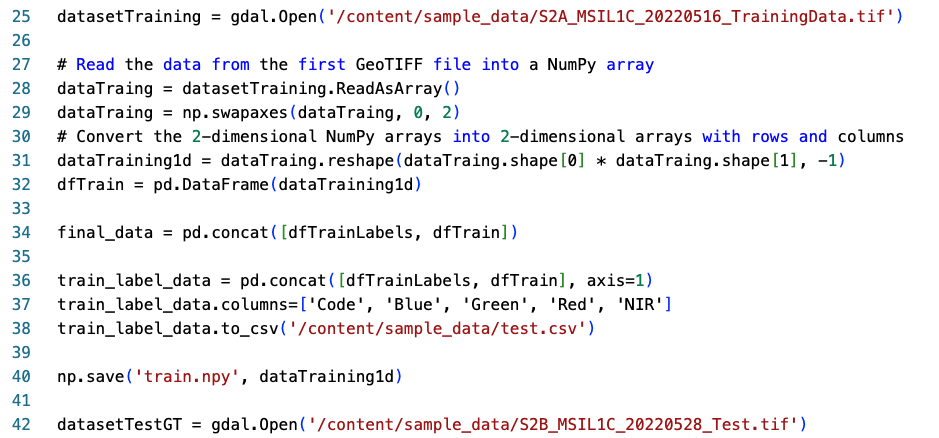 25 datasetTraining = gdal.Open('/content/sample_data/S2A_MSIL1C_20220516_TrainingData.tif')
26
27 # Read the data from the first GeoTIFF file into a NumPy array
28 dataTraing = datasetTraining.ReadAsArray()
29 dataTraing = np.swapaxes(dataTraing, 0, 2)
30 # Convert the 2-dimensional NumPy arrays into 2-dimensional arrays with rows and columns
31 dataTraining1d = dataTraing.reshape(dataTraing.shape[0] * dataTraing.shape[1], -1)
32 dfTrain = pd.DataFrame(dataTraining1d)
33
34 final_data = pd.concat([dfTrainLabels, dfTrain])
35
36 train_label_data = pd.concat([dfTrainLabels, dfTrain], axis=1)
37 train_label_data.columns=['Code', 'Blue', 'Green', 'Red', 'NIR']
38 train_label_data.to_csv('/content/sample_data/test.csv')
39
40 np.save('train.npy', dataTraining1d)
41
42 datasetTestGT = gdal.Open('/content/sample_data/S2B_MSIL1C_20220528_Test.tif')